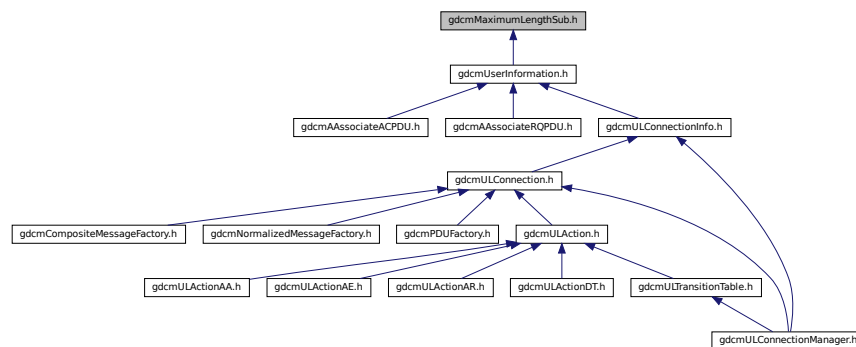 gdcmMaximumLengthSub.h
gdcmUserInformation.h
gdcmAAssociateACPDU.h
gdcmAAssociateRQPDU.h
gdcmULConnectionInfo.h
gdcmULConnection.h
gdcmCompositeMessageFactory.h
gdcmNormalizedMessageFactory.h
gdcmPDUFactory.h
gdcmULAction.h
gdcmULActionAA.h
gdcmULActionAE.h
gdcmULActionAR.h
gdcmULActionDT.h
gdcmULTransitionTable.h
gdcmULConnectionManager.h